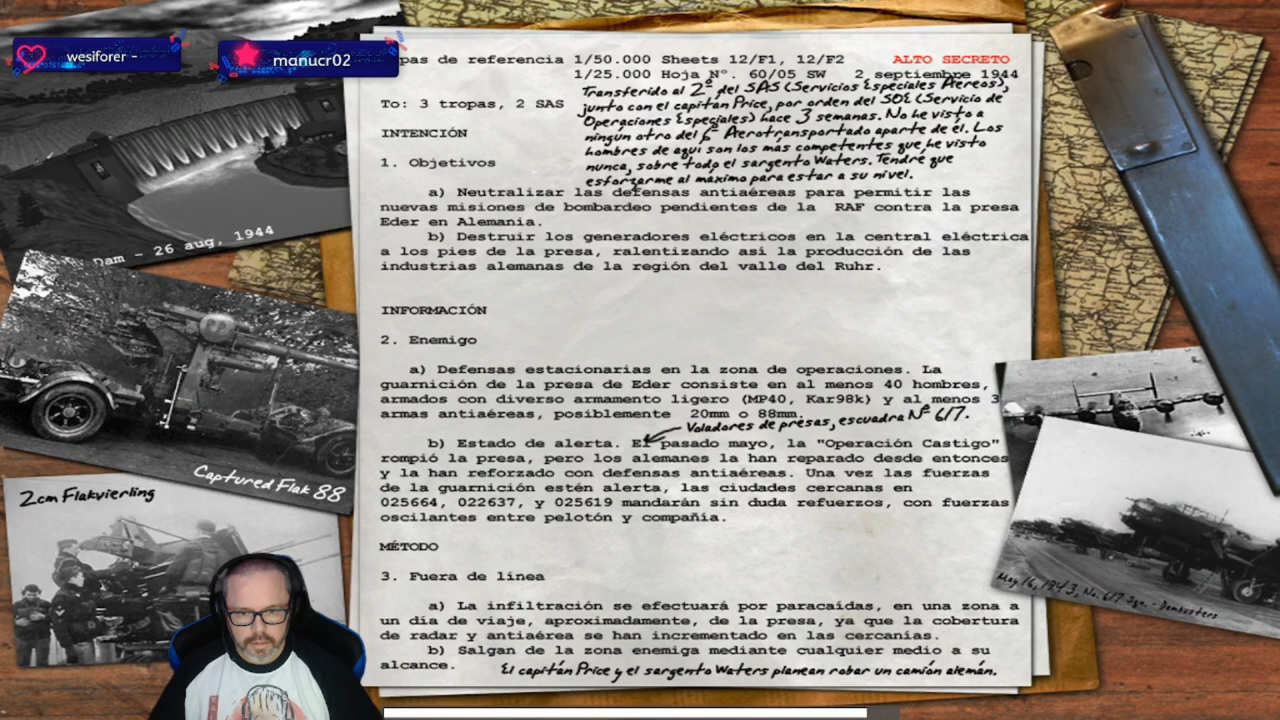 wesiforer -
manucr02
pas de referencia 1/50.000 Sheets 12/F1, 12/F2
ALTO SECRETO
1/25.000 Hoja Nº. 60/05 SW 2 septiembre 1944
Transferido al 2º del SAS (Servicios Especiales Aéreos),
To: 3 tropas, 2 SAS
junto con el capitán Price, por orden del SOE (Servicio de
Operaciones Especiales) hace 3 semanas. No he visto a
ningún otro del 6º Aerotransportado aparte de él. Los
hombres de aquí son los más competentes que he visto
nunca, sobre todo el sargento Waters. Tendré que
esforzarme al máximo para estar a su nivel.
INTENCIÓN
1. Objetivos
a) Neutralizar las defensas antiaéreas para permitir las
nuevas misiones de bombardeo pendientes de la RAF contra la presa
Eder en Alemania.
b) Destruir los generadores eléctricos en la central eléctrica
a los pies de la presa, ralentizando así la producción de las
industrias alemanas de la región del valle del Ruhr.
INFORMACIÓN
2. Enemigo
a) Defensas estacionarias en la zona de operaciones. La
guarnición de la presa de Eder consiste en al menos 40 hombres,
armados con diverso armamento ligero (MP40, Kar98k) y al menos 3
armas antiaéreas, posiblemente 20mm o 88mm.
Voladores de presas, escuadra Nº 617.
b) Estado de alerta. El pasado mayo, la "Operación Castigo"
rompió la presa, pero los alemanes la han reparado desde entonces
y la han reforzado con defensas antiaéreas. Una vez las fuerzas
de la guarnición estén alerta, las ciudades cercanas en
025664, 022637, y 025619 mandarán sin duda refuerzos, con fuerzas
oscilantes entre pelotón y compañía.
MÉTODO
3. Fuera de línea
a) La infiltración se efectuará por paracaídas, en una zona a
un día de viaje, aproximadamente, de la presa, ya que la cobertura
de radar y antiaérea se han incrementado en las cercanías.
b) Salgan de la zona enemiga mediante cualquier medio a su
alcance.
El capitán Price y el sargento Waters planean robar un camión alemán.
Dam - 26 aug, 1944
Captured Flak 88
2cm Flakvierling
May 16, 1943, No. 617 Sqn. - Dambusters